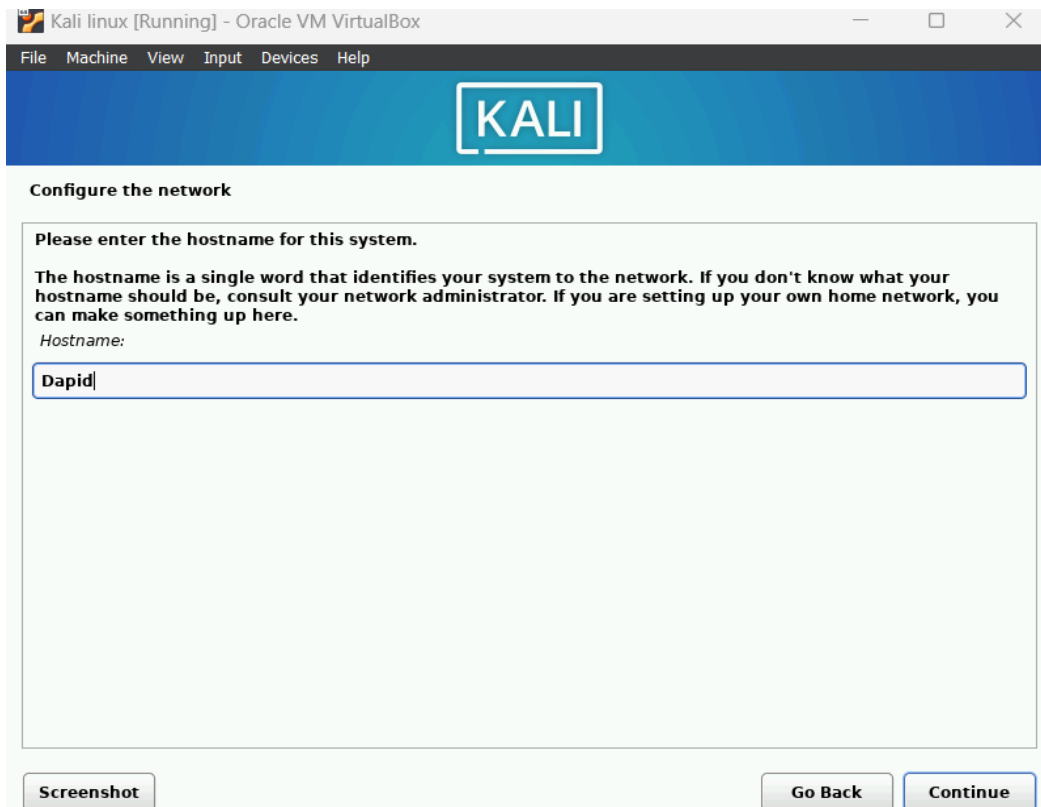 Kali linux [Running] - Oracle VM VirtualBox
File Machine View Input Devices Help
KALI
Configure the network
Please enter the hostname for this system.
The hostname is a single word that identifies your system to the network. If you don't know what your
hostname should be, consult your network administrator. If you are setting up your own home network, you
can make something up here.
Hostname:
Dapid
Screenshot Go Back Continue